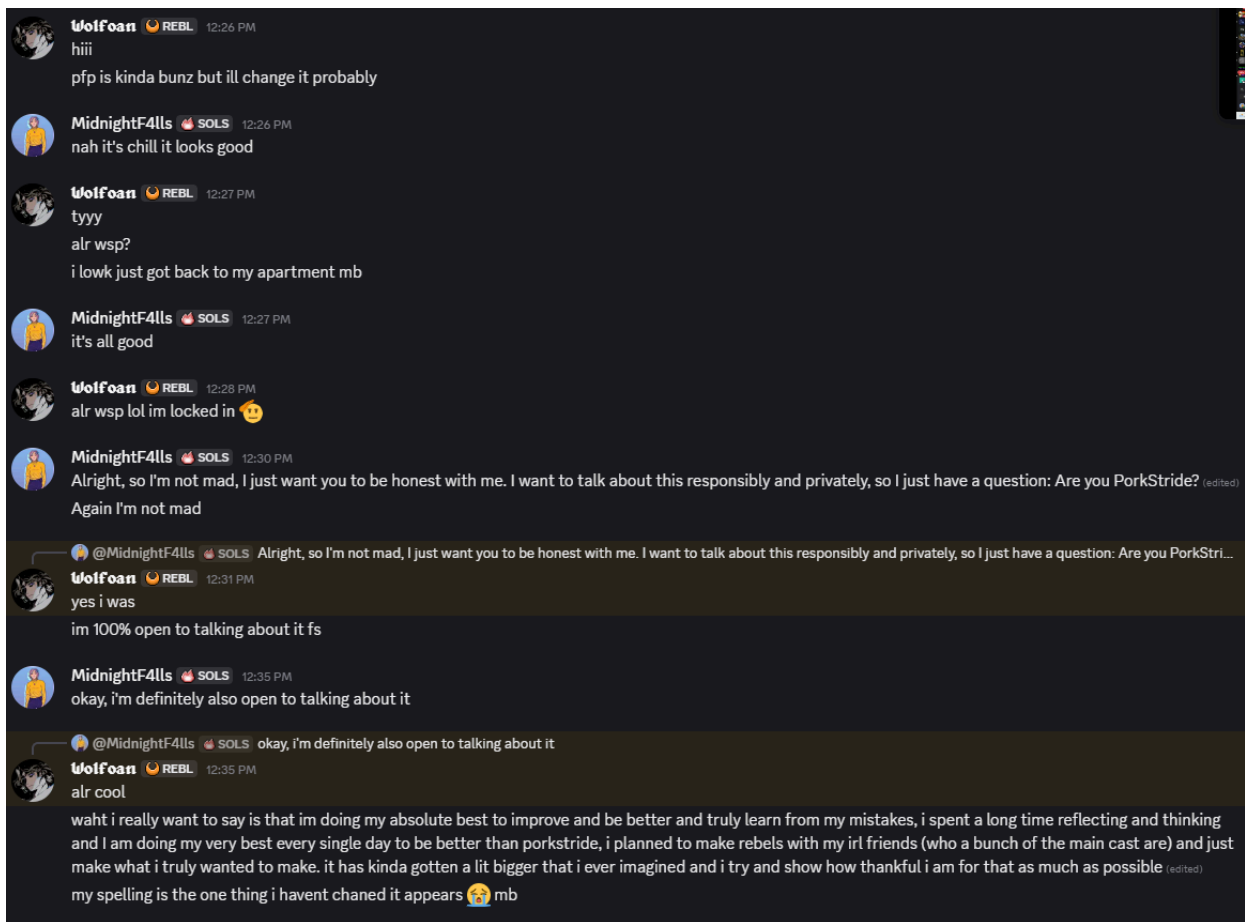 Wolfoan REBL 12:26 PM
hiii
pfp is kinda bunz but ill change it probably
MidnightF4lls SOLS 12:26 PM
nah it's chill it looks good
Wolfoan REBL 12:27 PM
tyyy
alr wsp?
i lowk just got back to my apartment mb
MidnightF4lls SOLS 12:27 PM
it's all good
Wolfoan REBL 12:28 PM
alr wsp lol im locked in 🫡
MidnightF4lls SOLS 12:30 PM
Alright, so I'm not mad, I just want you to be honest with me. I want to talk about this responsibly and privately, so I just have a question: Are you PorkStride? (edited)
Again I'm not mad
@MidnightF4lls SOLS Alright, so I'm not mad, I just want you to be honest with me. I want to talk about this responsibly and privately, so I just have a question: Are you PorkStri...
Wolfoan REBL 12:31 PM
yes i was
im 100% open to talking about it fs
MidnightF4lls SOLS 12:35 PM
okay, i'm definitely also open to talking about it
@MidnightF4lls SOLS okay, i'm definitely also open to talking about it
Wolfoan REBL 12:35 PM
alr cool
waht i really want to say is that im doing my absolute best to improve and be better and truly learn from my mistakes, i spent a long time reflecting and thinking
and I am doing my very best every single day to be better than porkstride, i planned to make rebels with my irl friends (who a bunch of the main cast are) and just
make what i truly wanted to make. it has kinda gotten a lit bigger that i ever imagined and i try and show how thankful i am for that as much as possible (edited)
my spelling is the one thing i havent chaned it appears 😭 mb